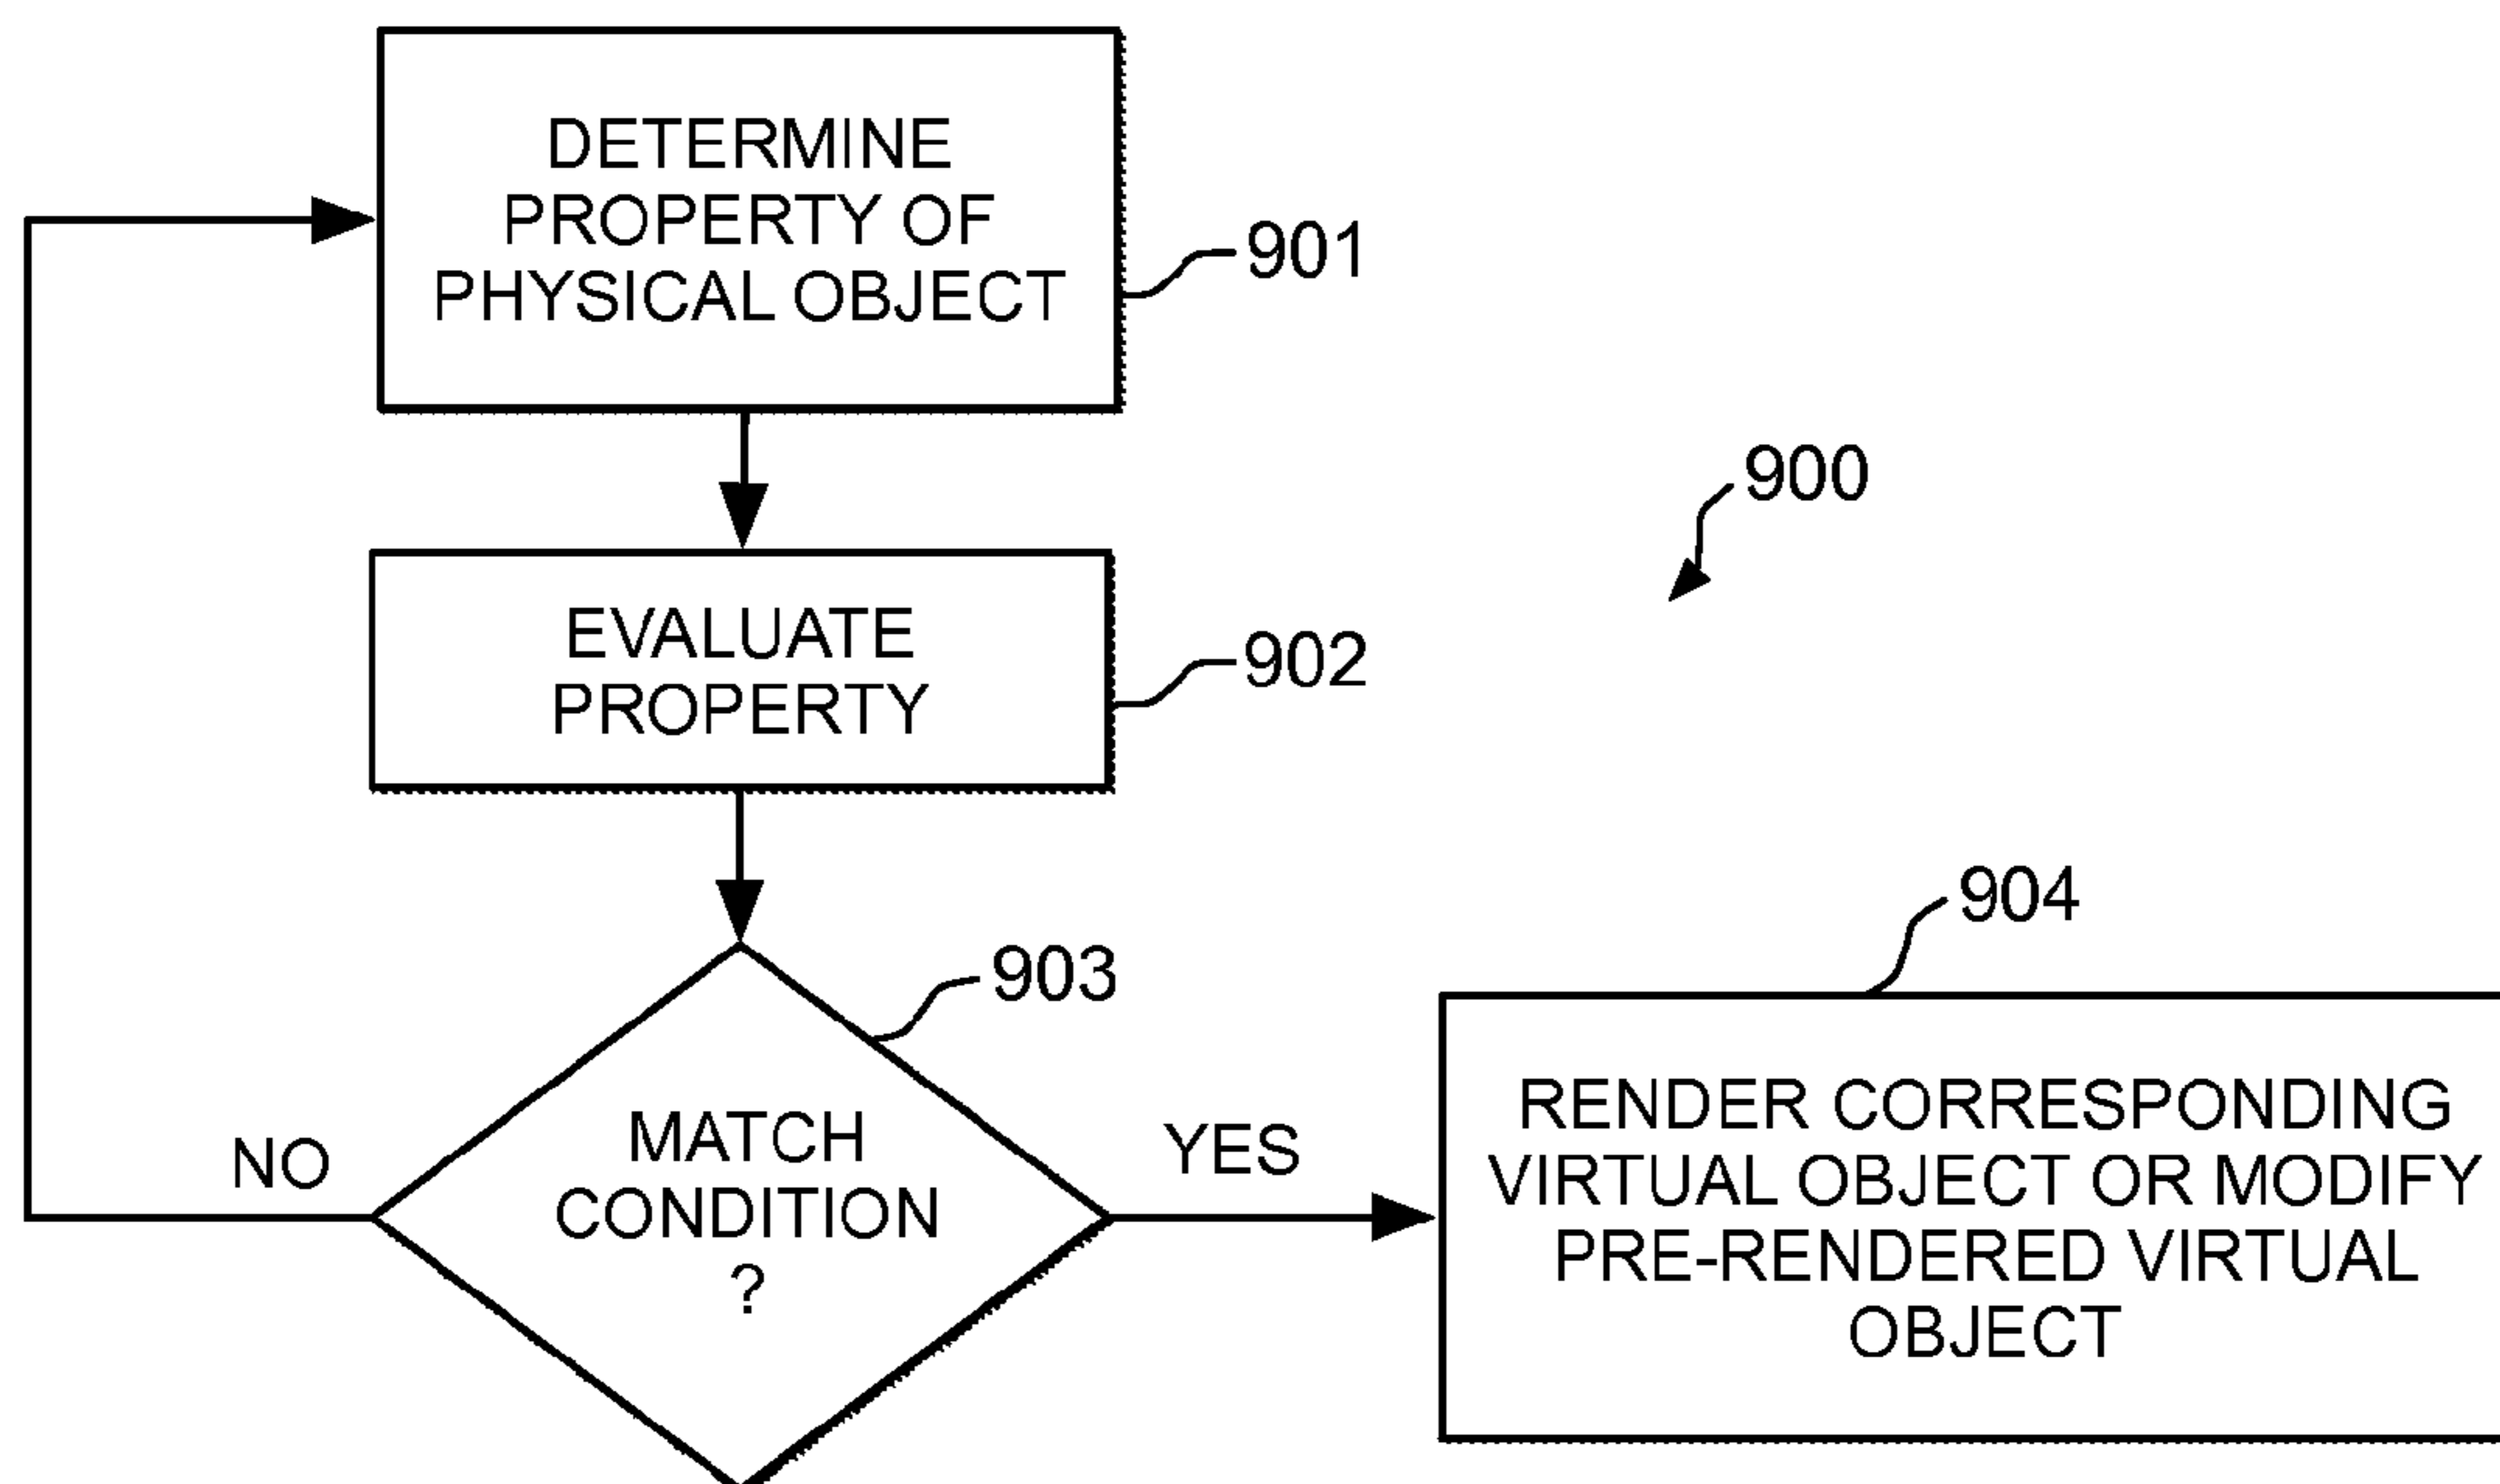 DETERMINE
PROPERTY OF
PHYSICAL OBJECT
901
900
EVALUATE
PROPERTY
902
903
904
MATCH
CONDITION
?
NO
YES
RENDER CORRESPONDING
VIRTUAL OBJECT OR MODIFY
PRE-RENDERED VIRTUAL
OBJECT